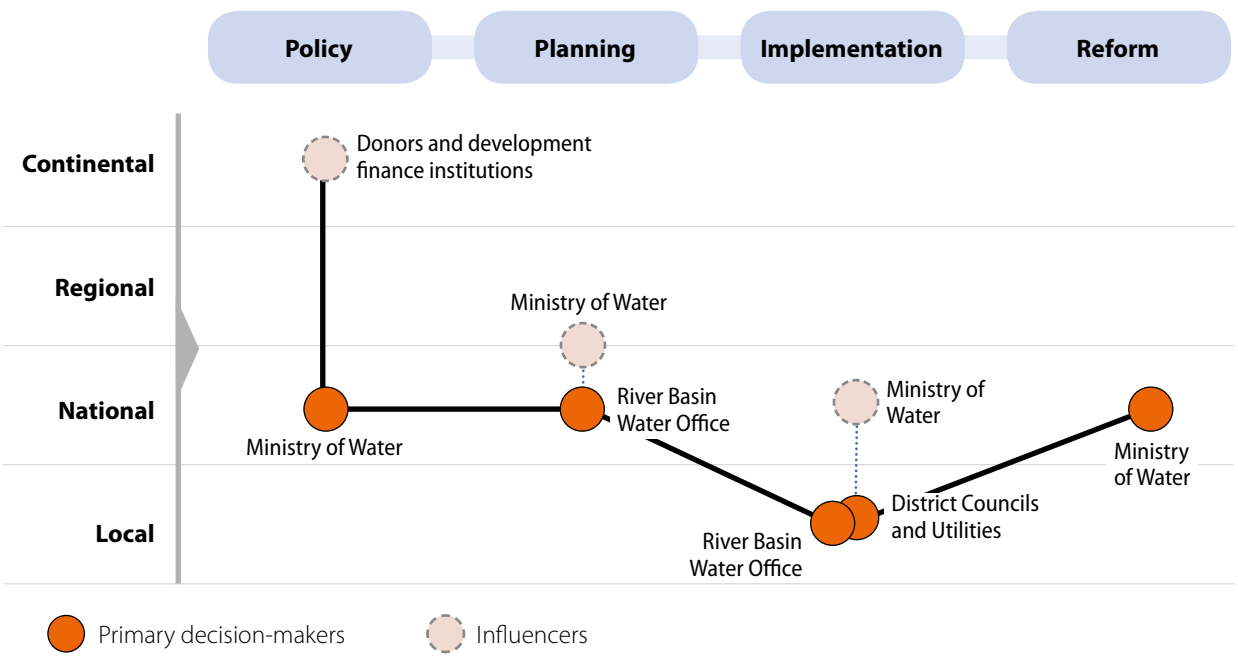 Policy
Planning
Implementation
Reform
Continental
Donors and development
finance institutions
Regional
Ministry of Water
National
Ministry of Water
River Basin
Water Office
Ministry of
Water
Ministry
of Water
Local
River Basin
Water Office
District Councils
and Utilities
Primary decision-makers
Influencers